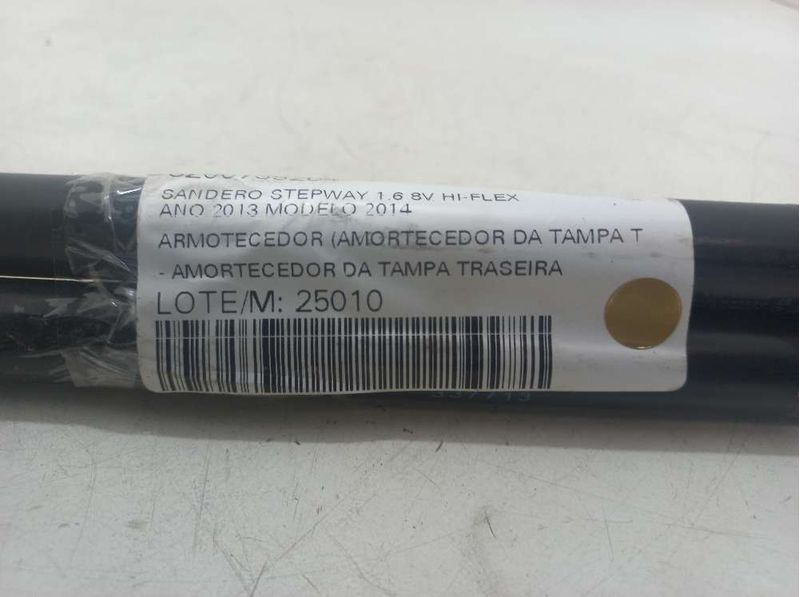 SANDERO STEPWAY 1.6 8V HI-FLEX
ANO 2013 MODELO 2014
ARMOTECEDOR (AMORTECEDOR DA TAMPA T
- AMORTECEDOR DA TAMPA TRASEIRA
LOTE/M: 25010